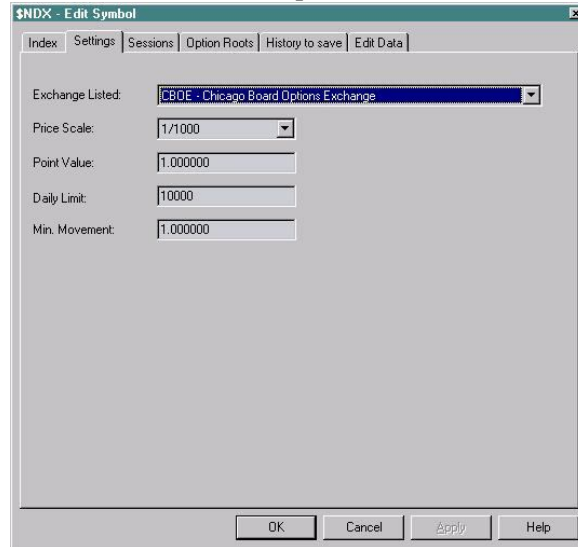 $NDX - Edit Symbol
Index Settings Sessions Option Roots History to save Edit Data
Exchange Listed: CBOE - Chicago Board Options Exchange
Price Scale: 1/1000
Point Value: 1.000000
Daily Limit: 10000
Min. Movement: 1.000000
OK Cancel Apply Help